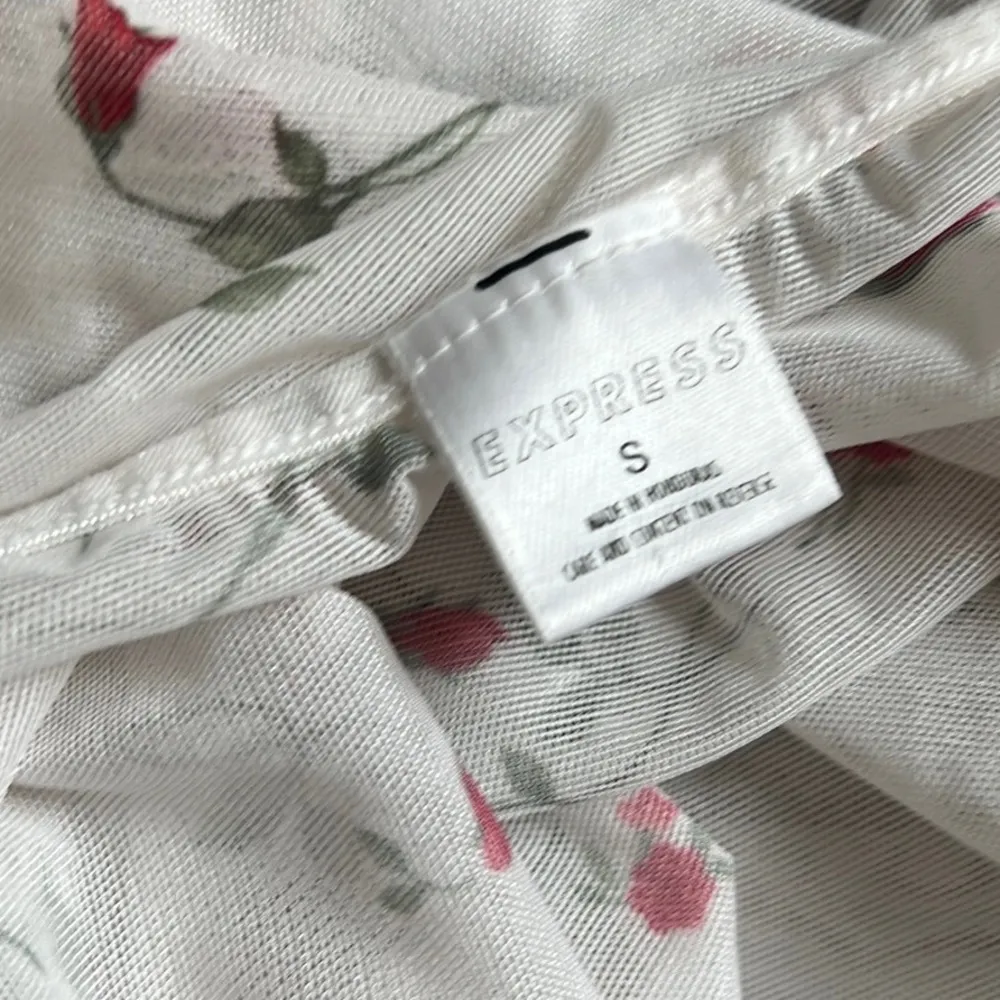 EXPRESS
S
MADE IN HONDURAS
CARE AND CONTENT ON REVERSE